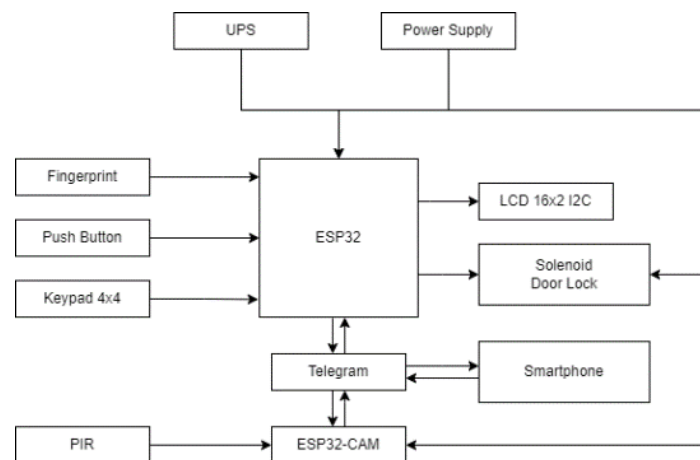 UPS
Power Supply
Fingerprint
Push Button
Keypad 4x4
ESP32
LCD 16x2 I2C
Solenoid
Door Lock
Telegram
Smartphone
PIR
ESP32-CAM